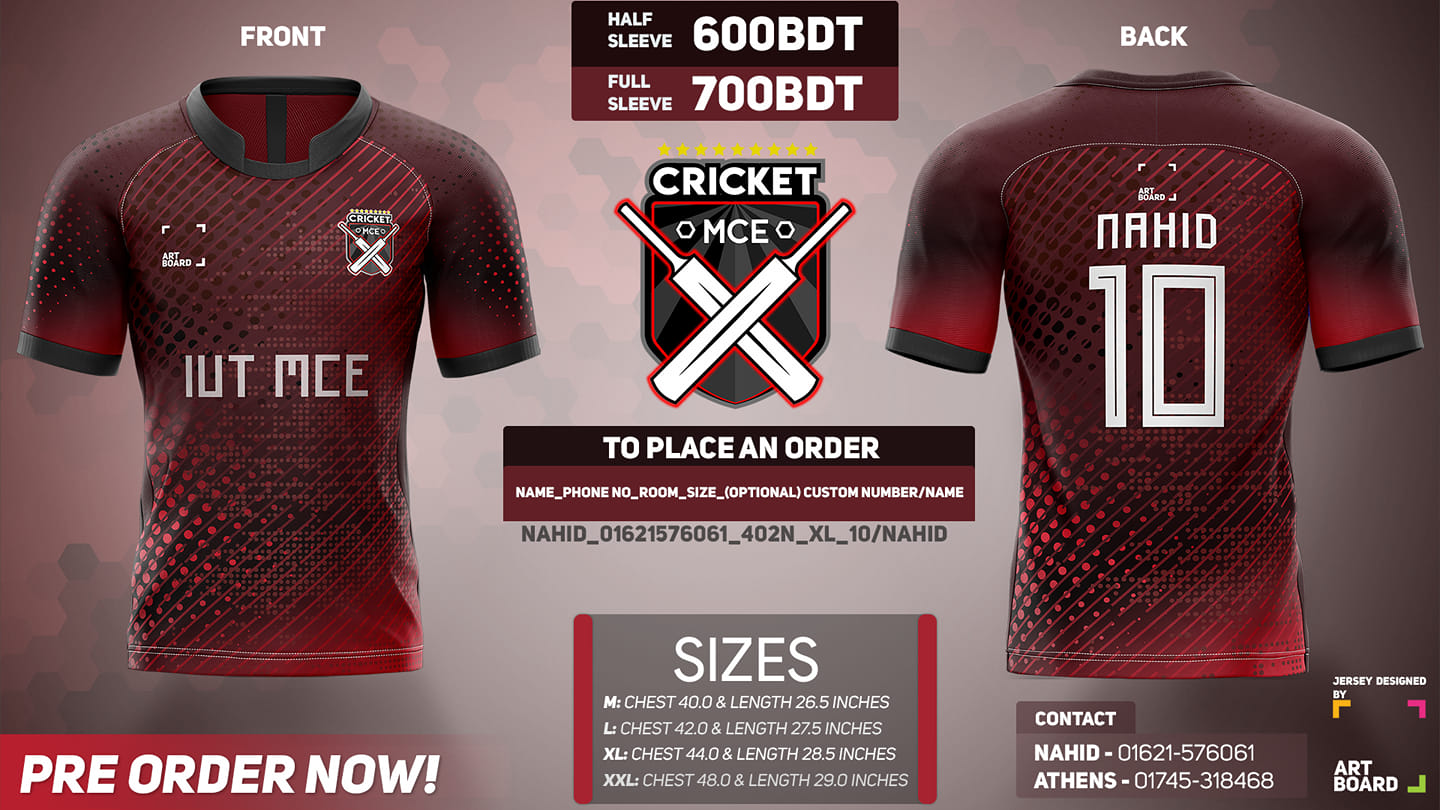 FRONT
HALF
SLEEVE 600BDT
FULL
SLEEVE 700BDT
BACK
CRICKET
MCE
ART
BOARD
CRICKET
MCE
IUT MCE
ART
BOARD
NAHID
10
TO PLACE AN ORDER
NAME_PHONE NO_ROOM_SIZE_(OPTIONAL) CUSTOM NUMBER/NAME
NAHID_01621576061_402N_XL_10/NAHID
SIZES
M: CHEST 40.0 & LENGTH 26.5 INCHES
L: CHEST 42.0 & LENGTH 27.5 INCHES
XL: CHEST 44.0 & LENGTH 28.5 INCHES
XXL: CHEST 48.0 & LENGTH 29.0 INCHES
PRE ORDER NOW!
CONTACT
NAHID - 01621-576061
ATHENS - 01745-318468
JERSEY DESIGNED
BY
ART
BOARD